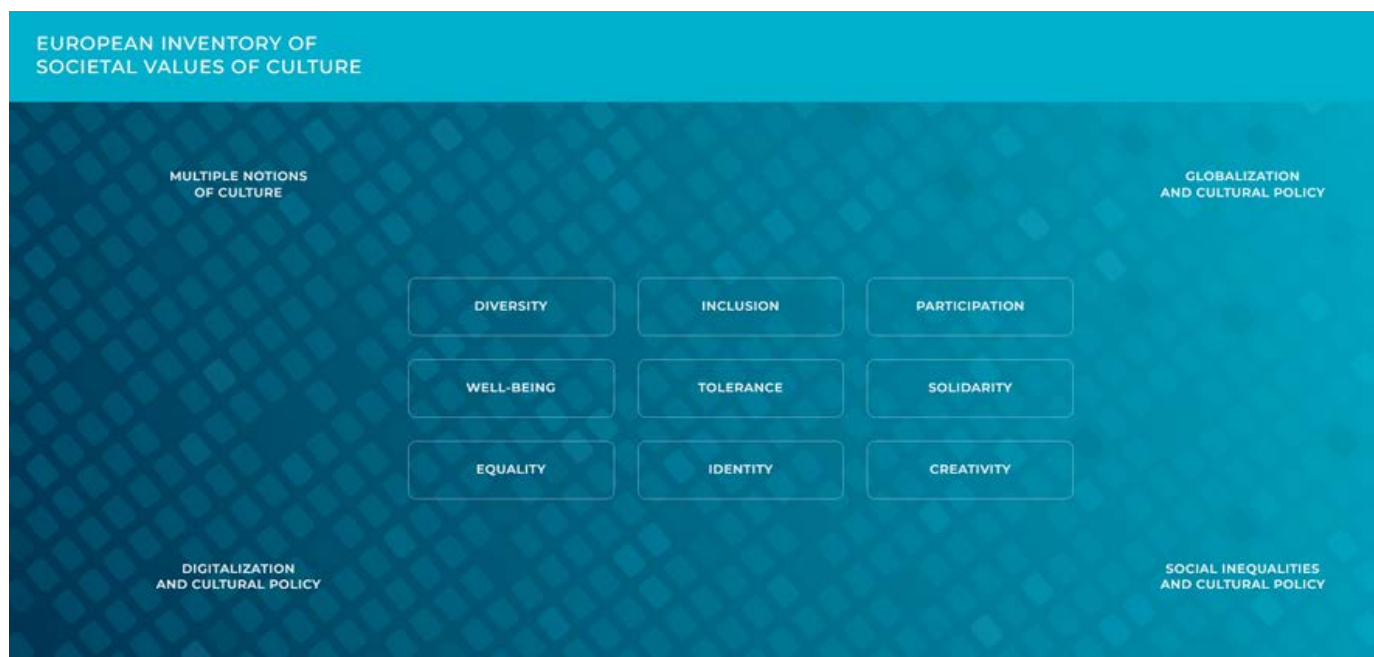 EUROPEAN INVENTORY OF
SOCIETAL VALUES OF CULTURE
MULTIPLE NOTIONS
OF CULTURE
GLOBALIZATION
AND CULTURAL POLICY
DIVERSITY
INCLUSION
PARTICIPATION
WELL-BEING
TOLERANCE
SOLIDARITY
EQUALITY
IDENTITY
CREATIVITY
DIGITALIZATION
AND CULTURAL POLICY
SOCIAL INEQUALITIES
AND CULTURAL POLICY